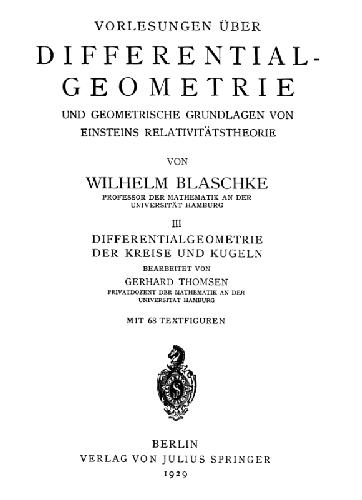 VORLESUNGEN ÜBER
DIFFERENTIAL-
GEOMETRIE
UND GEOMETRISCHE GRUNDLAGEN VON
EINSTEINS RELATIVITÄTSTHEORIE
VON
WILHELM BLASCHKE
PROFESSOR DER MATHEMATIK AN DER
UNIVERSITÄT HAMBURG
III
DIFFERENTIALGEOMETRIE
DER KREISE UND KUGELN
BEARBEITET VON
GERHARD THOMSEN
PRIVATDOZENT DER MATHEMATIK AN DER
UNIVERSITÄT HAMBURG
MIT 68 TEXTFIGUREN
S
BERLIN
VERLAG VON JULIUS SPRINGER
1929